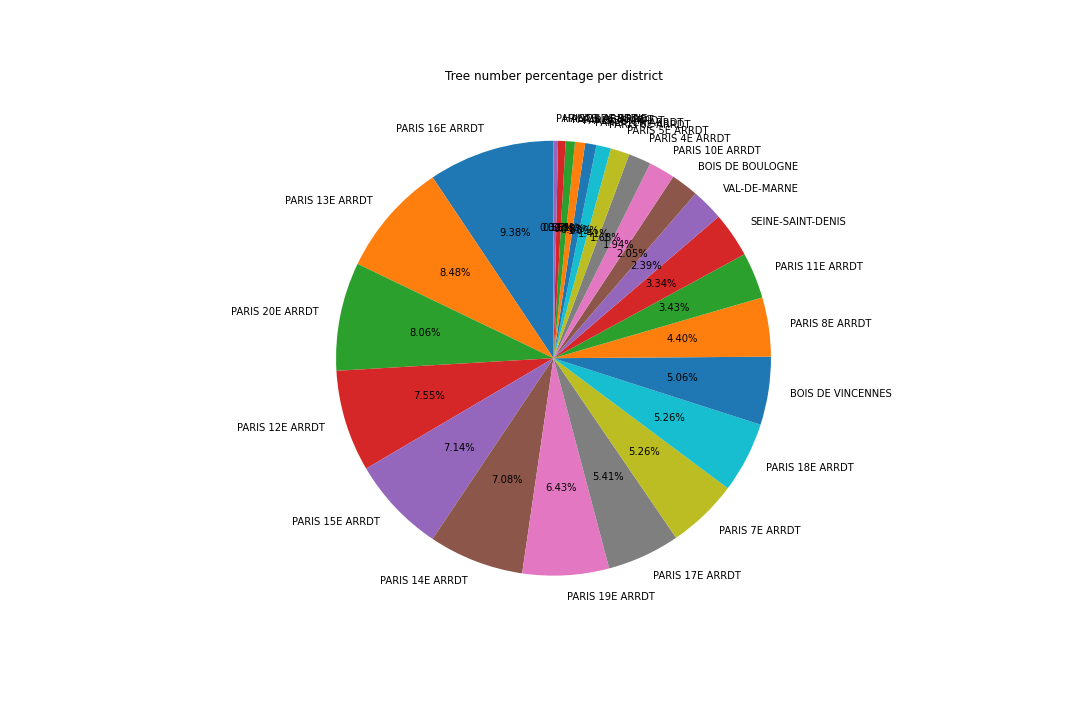 Tree number percentage per district
PARIS 16E ARRDT
9.38%
PARIS 13E ARRDT
8.48%
PARIS 20E ARRDT
8.06%
PARIS 12E ARRDT
7.55%
PARIS 15E ARRDT
7.14%
PARIS 14E ARRDT
7.08%
PARIS 19E ARRDT
6.43%
PARIS 17E ARRDT
5.41%
PARIS 7E ARRDT
5.26%
PARIS 18E ARRDT
5.26%
BOIS DE VINCENNES
5.06%
PARIS 8E ARRDT
4.40%
PARIS 11E ARRDT
3.43%
SEINE-SAINT-DENIS
3.34%
VAL-DE-MARNE
2.39%
BOIS DE BOULOGNE
2.05%
PARIS 10E ARRDT
1.94%
PARIS 4E ARRDT
1.68%
PARIS 5E ARRDT
1.41%